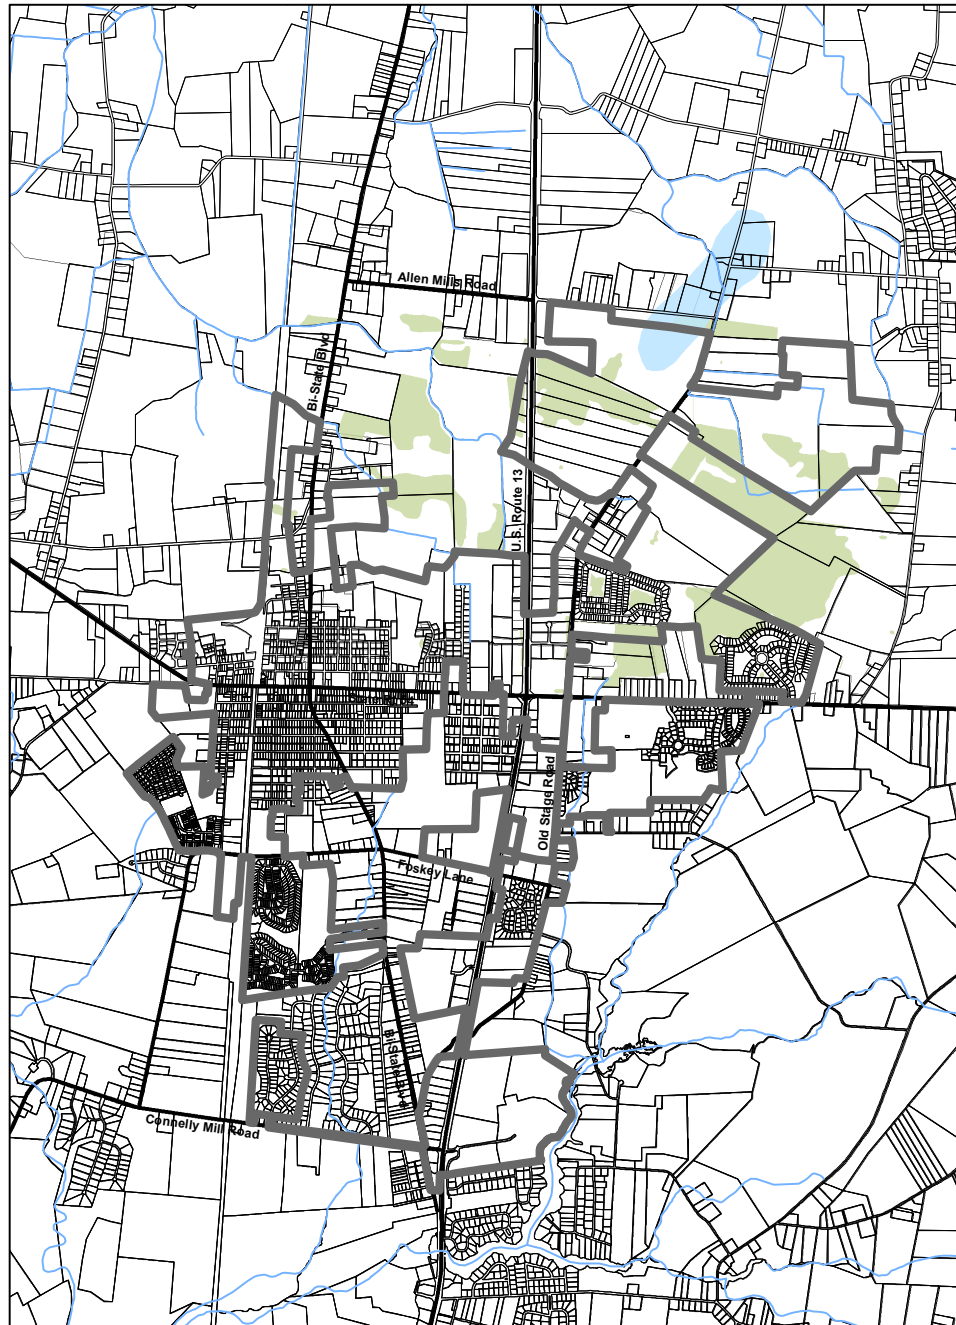 Allen Mills Road
Bi-State Blvd
U.S. Route 13
Old Stage Road
Foskey Lane
Bi-State Blvd
Connelly Mill Road